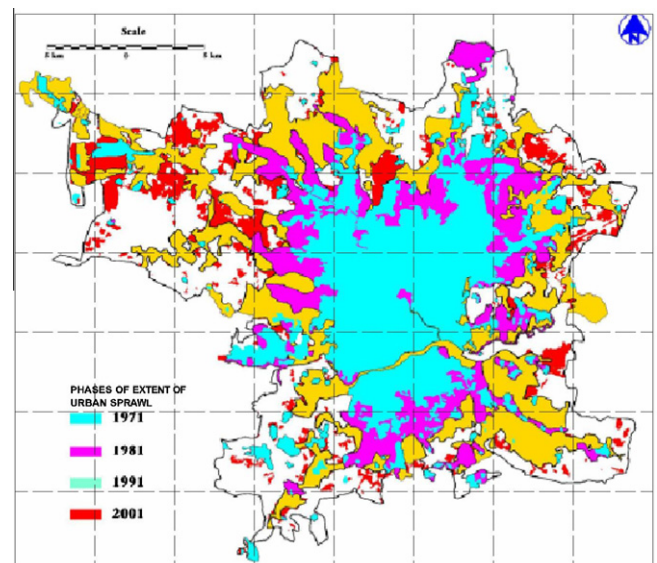 Scale
5 km 0 5 km
N
PHASES OF EXTENT OF
URBAN SPRAWL
1971
1981
1991
2001